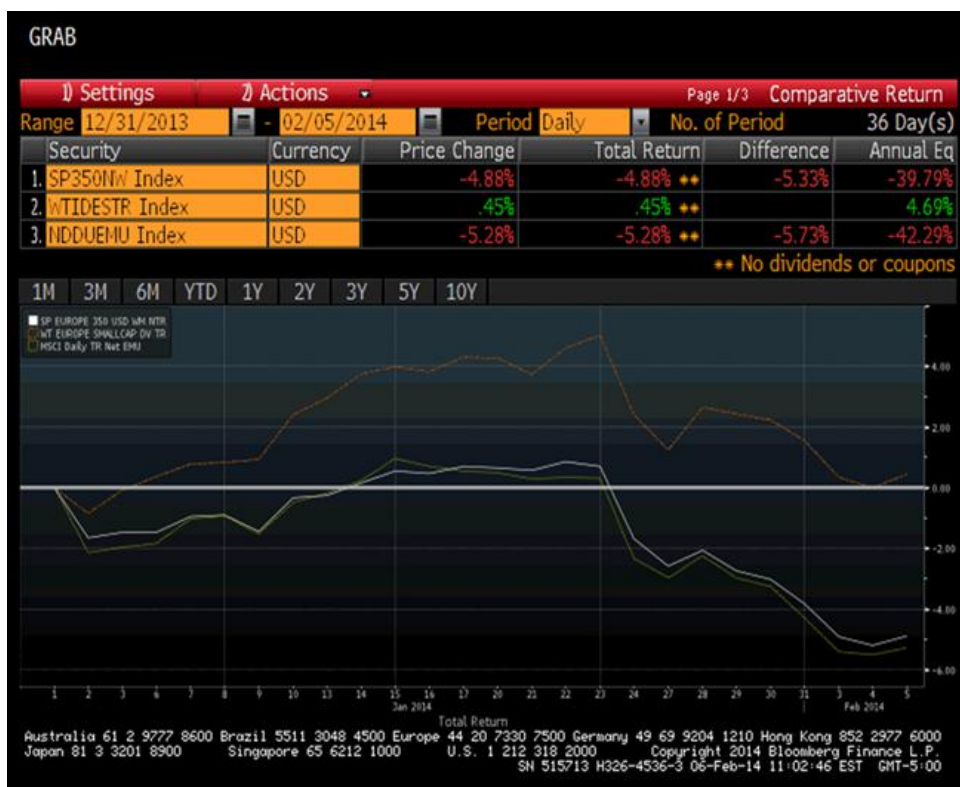 GRAB
1) Settings 2) Actions Page 1/3 Comparative Return
Range 12/31/2013 - 02/05/2014 Period Daily No. of Period 36 Day(s)
Security Currency Price Change Total Return Difference Annual Eq
1. SP350NW Index USD -4.88% -4.88% ** -5.33% -39.79%
2. WTIDESTR Index USD .45% .45% ** 4.69%
3. NDDUEMU Index USD -5.28% -5.28% ** -5.73% -42.29%
** No dividends or coupons
1M 3M 6M YTD 1Y 2Y 3Y 5Y 10Y
SP EUROPE 350 USD WM NTR
WT EUROPE SMALLCAP DV TR
MSCI Daily TR Net EMU
4.00
2.00
0.00
-2.00
-4.00
-6.00
1 2 3 6 7 8 9 10 13 14 15 16 17 20 21 22 23 24 27 28 29 30 31 3 4 5
Jan 2014 Feb 2014
Total Return
Australia 61 2 9777 8600 Brazil 5511 3048 4500 Europe 44 20 7330 7500 Germany 49 69 9204 1210 Hong Kong 852 2977 6000
Japan 81 3 3201 8900 Singapore 65 6212 1000 U.S. 1 212 318 2000 Copyright 2014 Bloomberg Finance L.P.
SN 515713 H326-4536-3 06-Feb-14 11:02:46 EST GMT-5:00